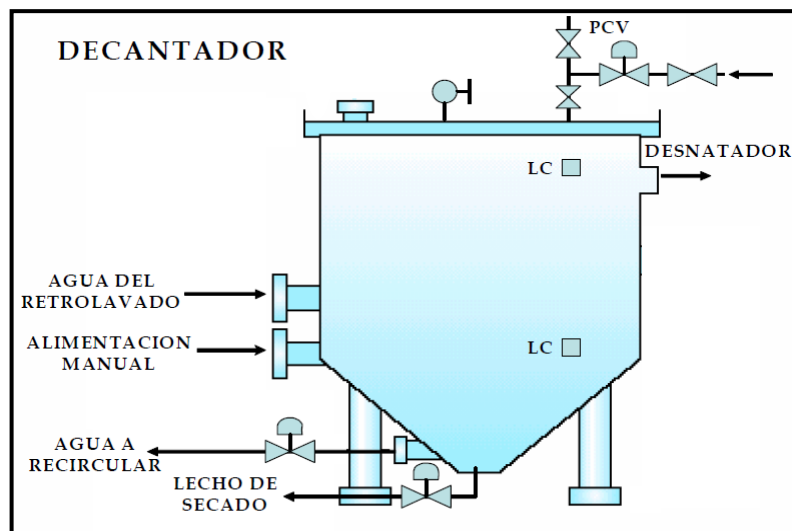 DECANTADOR
PCV
DESNATADOR
LC
AGUA DEL
RETROLAVADO
ALIMENTACION
MANUAL
LC
AGUA A
RECIRCULAR
LECHO DE
SECADO